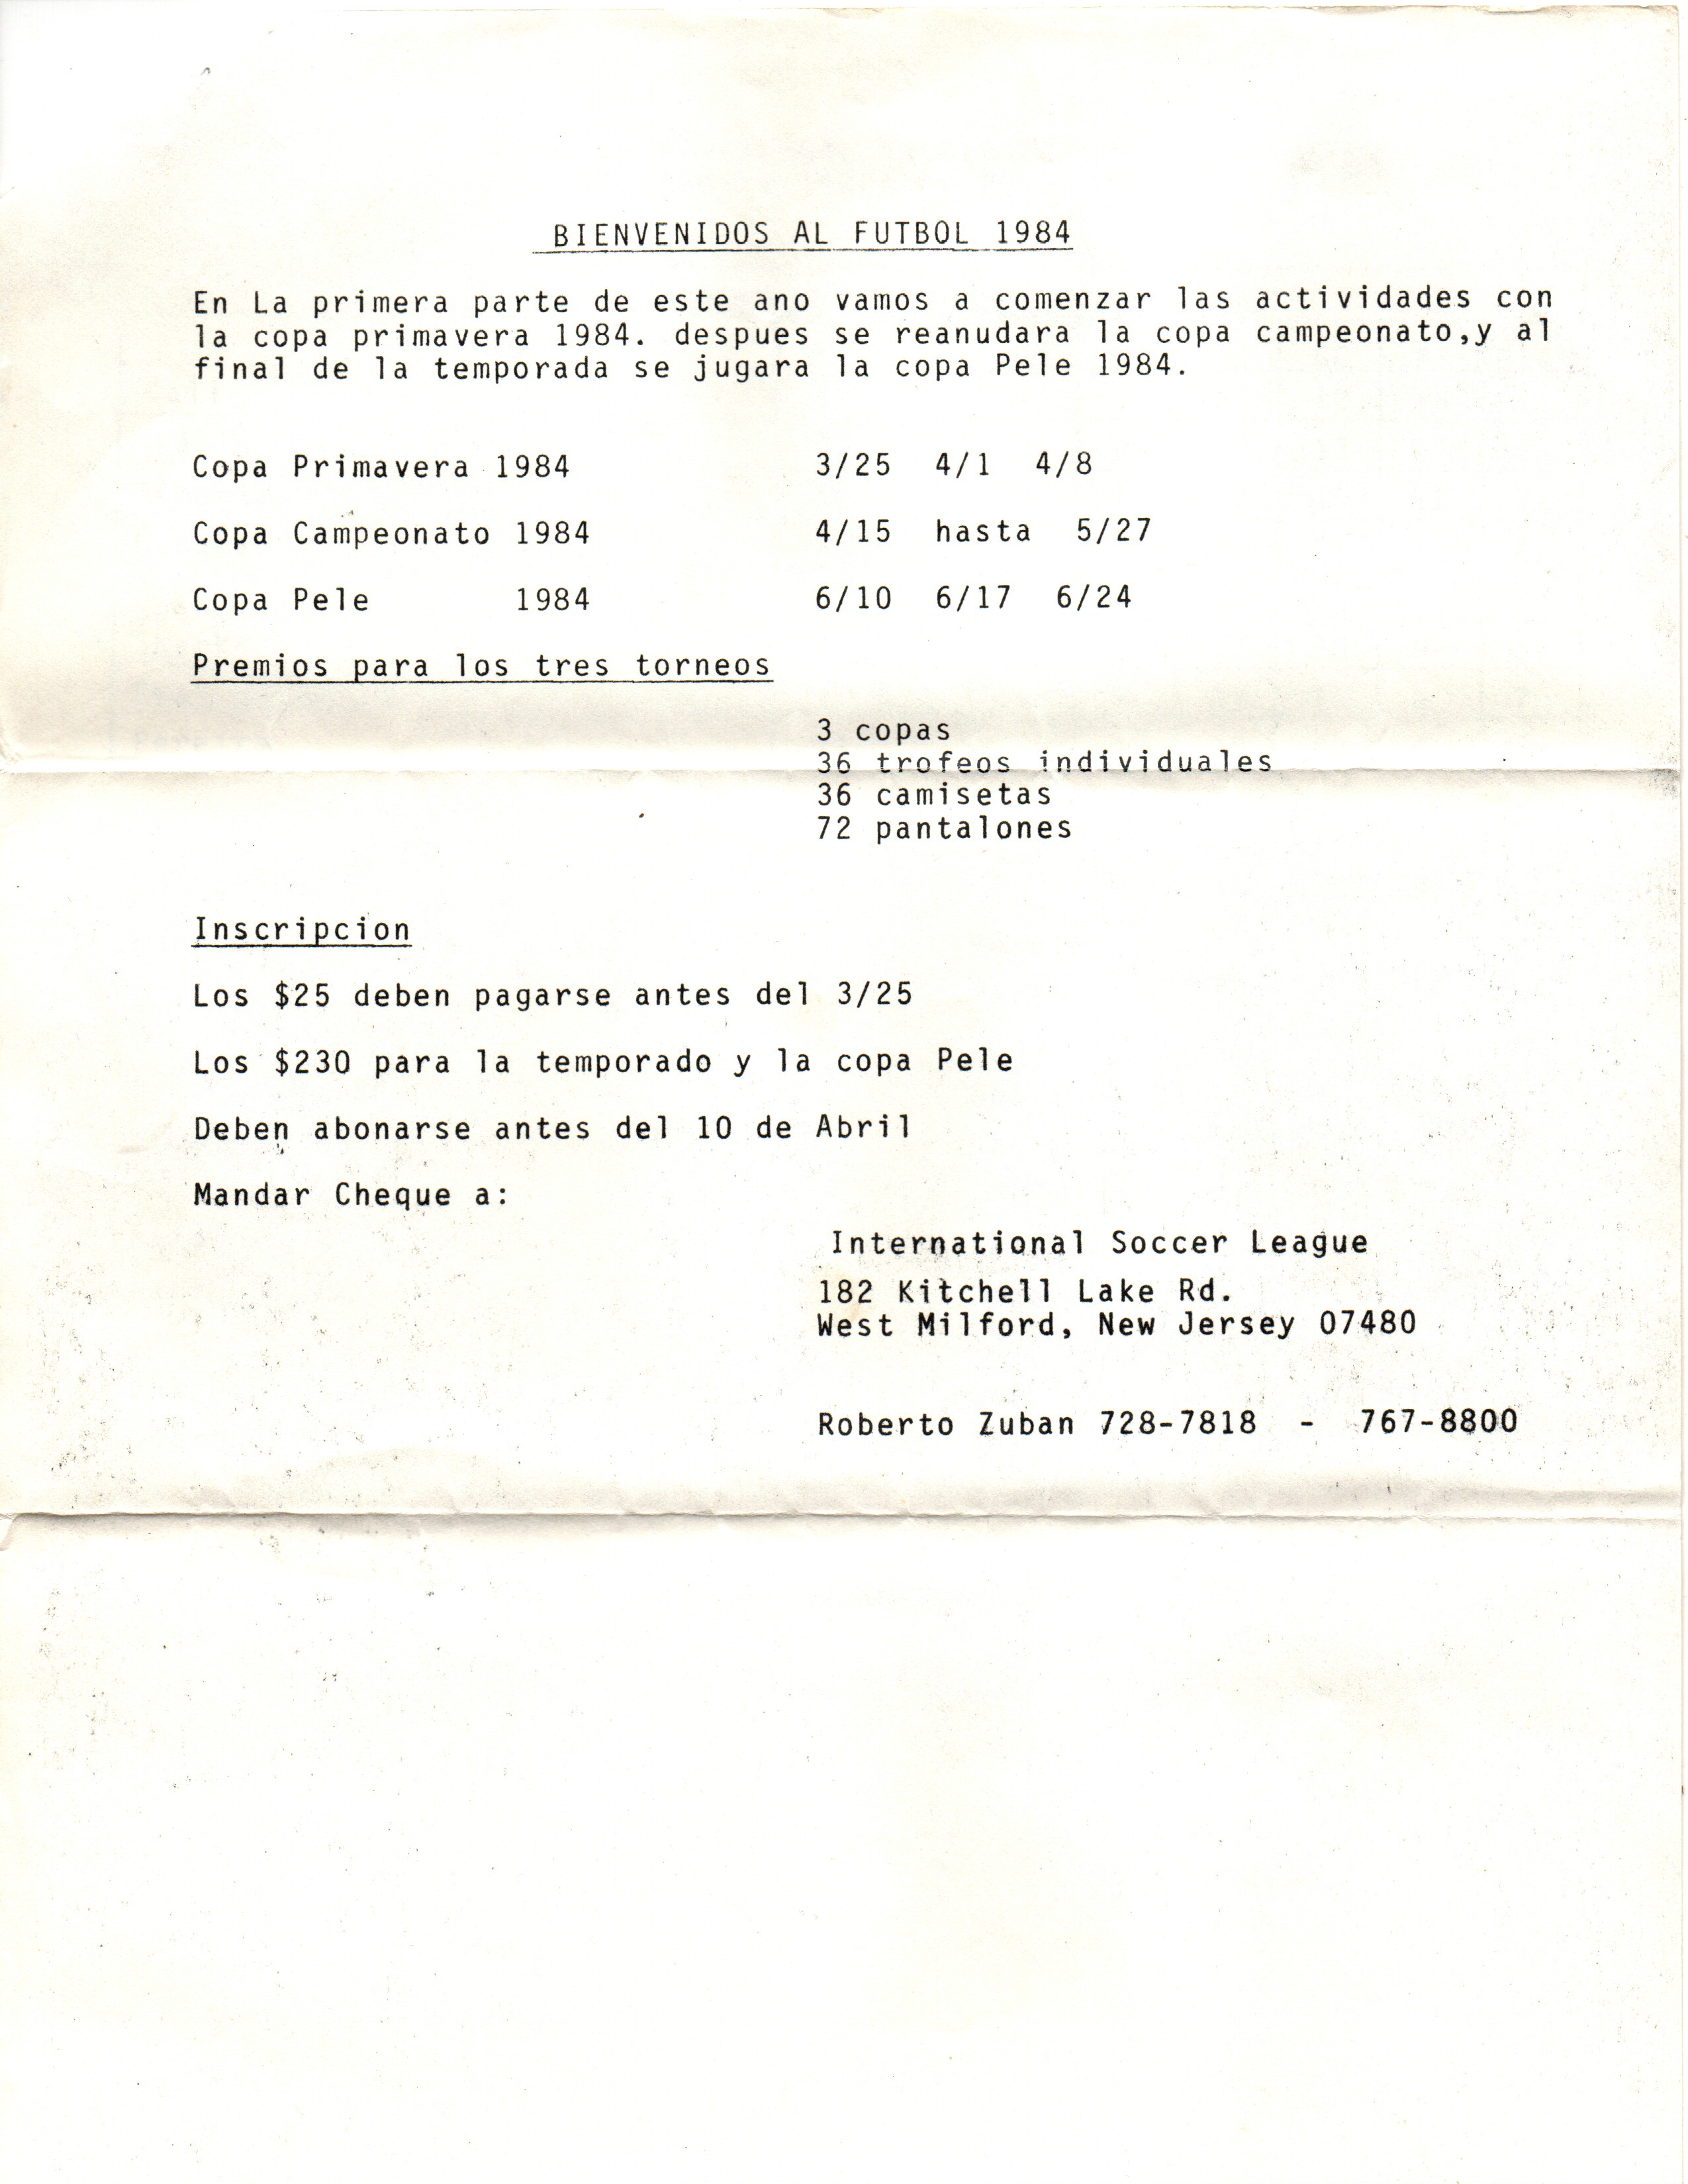 BIENVENIDOS AL FUTBOL 1984
En La primera parte de este ano vamos a comenzar las actividades con
la copa primavera 1984. despues se reanudara la copa campeonato,y al
final de la temporada se jugara la copa Pele 1984.
Copa Primavera 1984 3/25 4/1 4/8
Copa Campeonato 1984 4/15 hasta 5/27
Copa Pele 1984 6/10 6/17 6/24
Premios para los tres torneos
3 copas
36 trofeos individuales
36 camisetas
72 pantalones
Inscripcion
Los $25 deben pagarse antes del 3/25
Los $230 para la temporado y la copa Pele
Deben abonarse antes del 10 de Abril
Mandar Cheque a:
International Soccer League
182 Kitchell Lake Rd.
West Milford, New Jersey 07480
Roberto Zuban 728-7818 - 767-8800